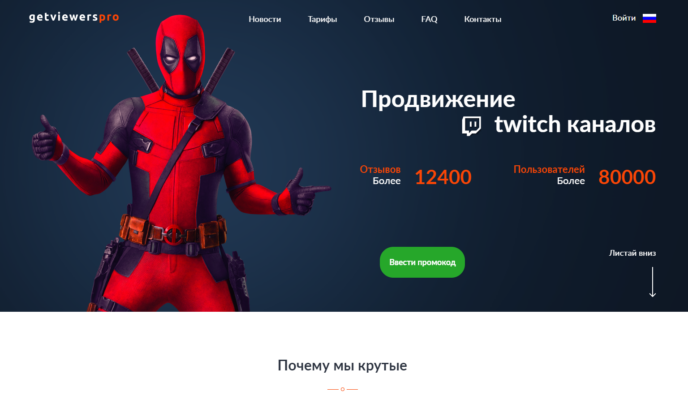 getviewerspro
Новости
Тарифы
Отзывы
FAQ
Контакты
Войти
Продвижение
twitch каналов
Отзывов
Более
12400
Пользователей
Более
80000
Ввести промокод
Листай вниз
Почему мы крутые